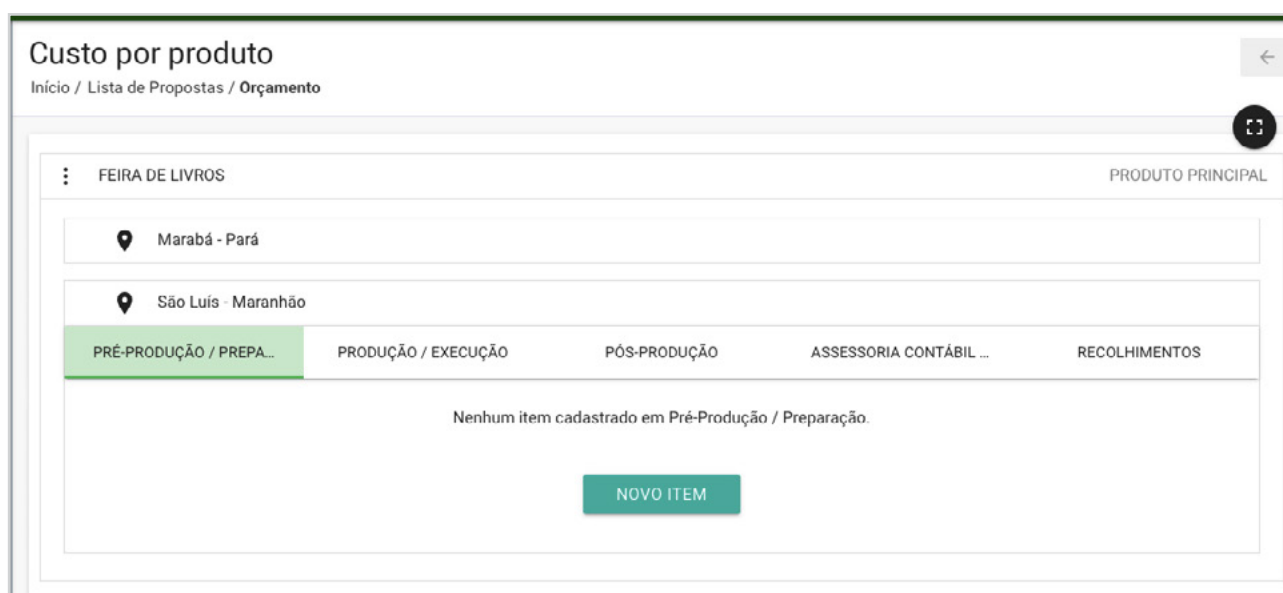 Custo por produto
Início / Lista de Propostas / Orçamento
FEIRA DE LIVROS PRODUTO PRINCIPAL
Marabá - Pará
São Luís - Maranhão
PRÉ-PRODUÇÃO / PREPA... PRODUÇÃO / EXECUÇÃO PÓS-PRODUÇÃO ASSESSORIA CONTÁBIL ... RECOLHIMENTOS
Nenhum item cadastrado em Pré-Produção / Preparação.
NOVO ITEM